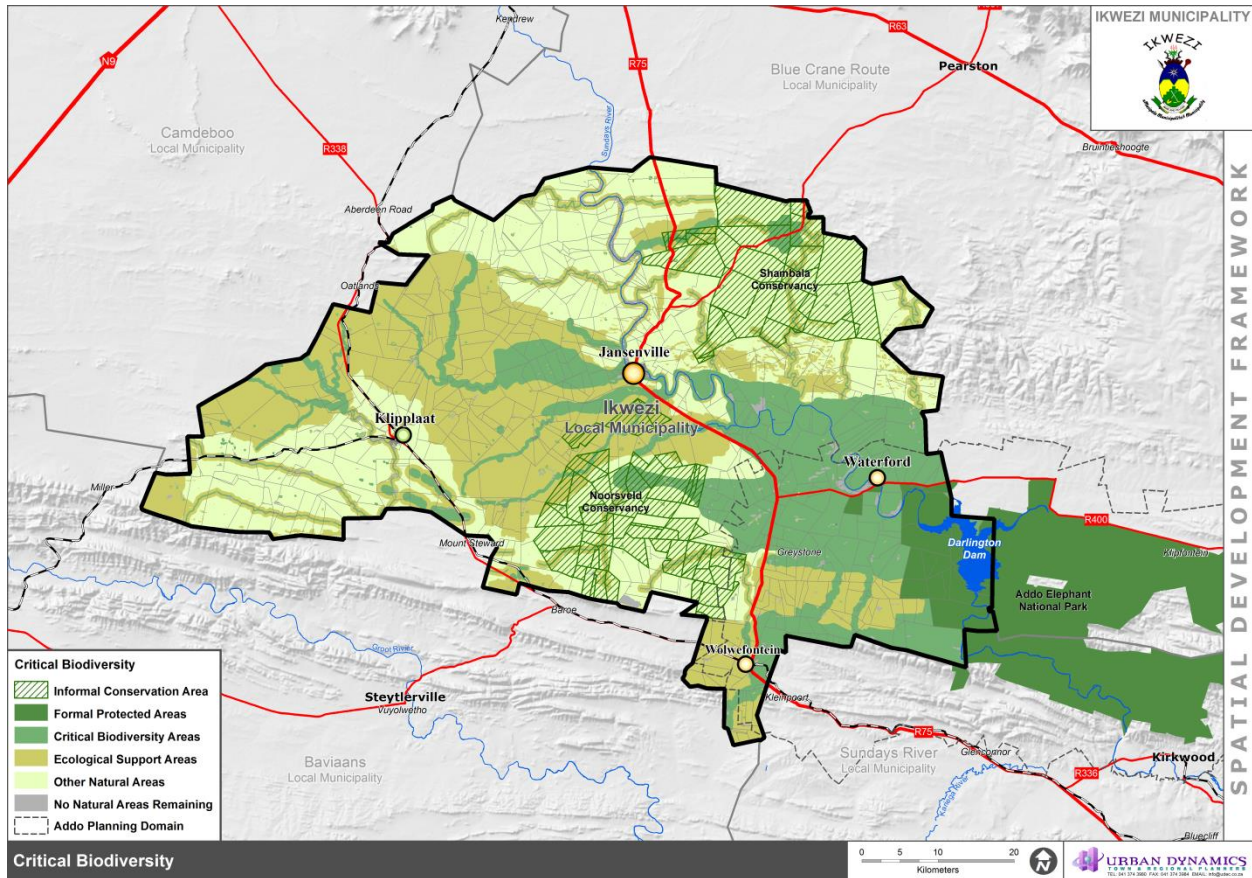 IKWEZI MUNICIPALITY
IKWEZI
SPATIAL DEVELOPMENT FRAMEWORK
Kendrew
N9
R75
R63
Pearston
Blue Crane Route
Local Municipality
Sundays River
Camdeboo
Local Municipality
R338
Bruintjieshoogte
Aberdeen Road
Oatlands
Shambala
Conservancy
Jansenville
Ikwezi
Local Municipality
Klipplaat
Waterford
Miller
Noorsveld
Conservancy
R400
Mount Steward
Greystone
Darlington
Dam
Klipfontein
Addo Elephant
National Park
Baroe
Groot River
Wolwefontein
Kleinpoort
Steytlerville
Vuyolwetho
R75
Glenconnor
Sundays River
Local Municipality
Kirkwood
R336
Baviaans
Local Municipality
Bluecliff
Critical Biodiversity
Informal Conservation Area
Formal Protected Areas
Critical Biodiversity Areas
Ecological Support Areas
Other Natural Areas
No Natural Areas Remaining
Addo Planning Domain
Critical Biodiversity
0 5 10 20
Kilometers
N
URBAN DYNAMICS
TOWN & REGIONAL PLANNERS